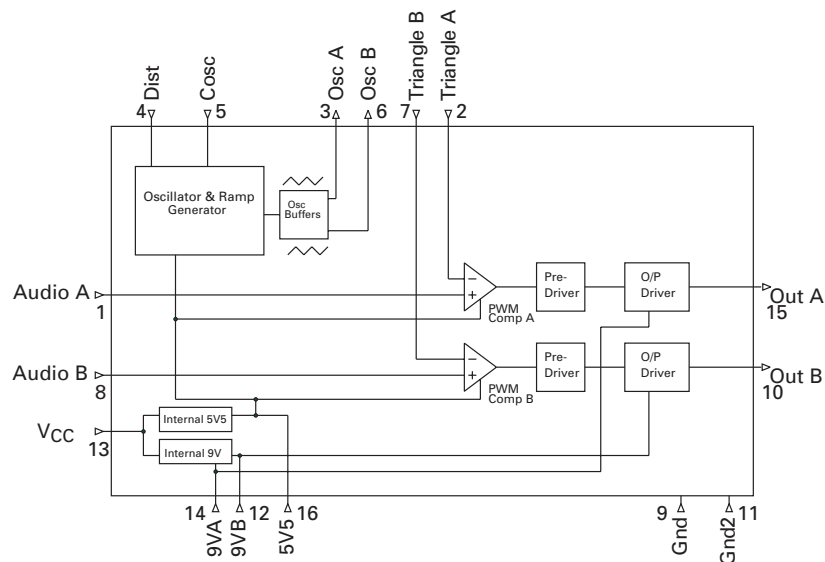 Dist
Cosc
Osc A
Osc B
Triangle B
Triangle A
4
5
3
6
7
2
Oscillator & Ramp
Generator
Osc
Buffers
Audio A
1
−
+
PWM
Comp A
Pre-
Driver
O/P
Driver
Out A
15
Audio B
8
−
+
PWM
Comp B
Pre-
Driver
O/P
Driver
Out B
10
VCC
13
Internal 5V5
Internal 9V
14
12
16
9
11
9VA
9VB
5V5
Gnd
Gnd2